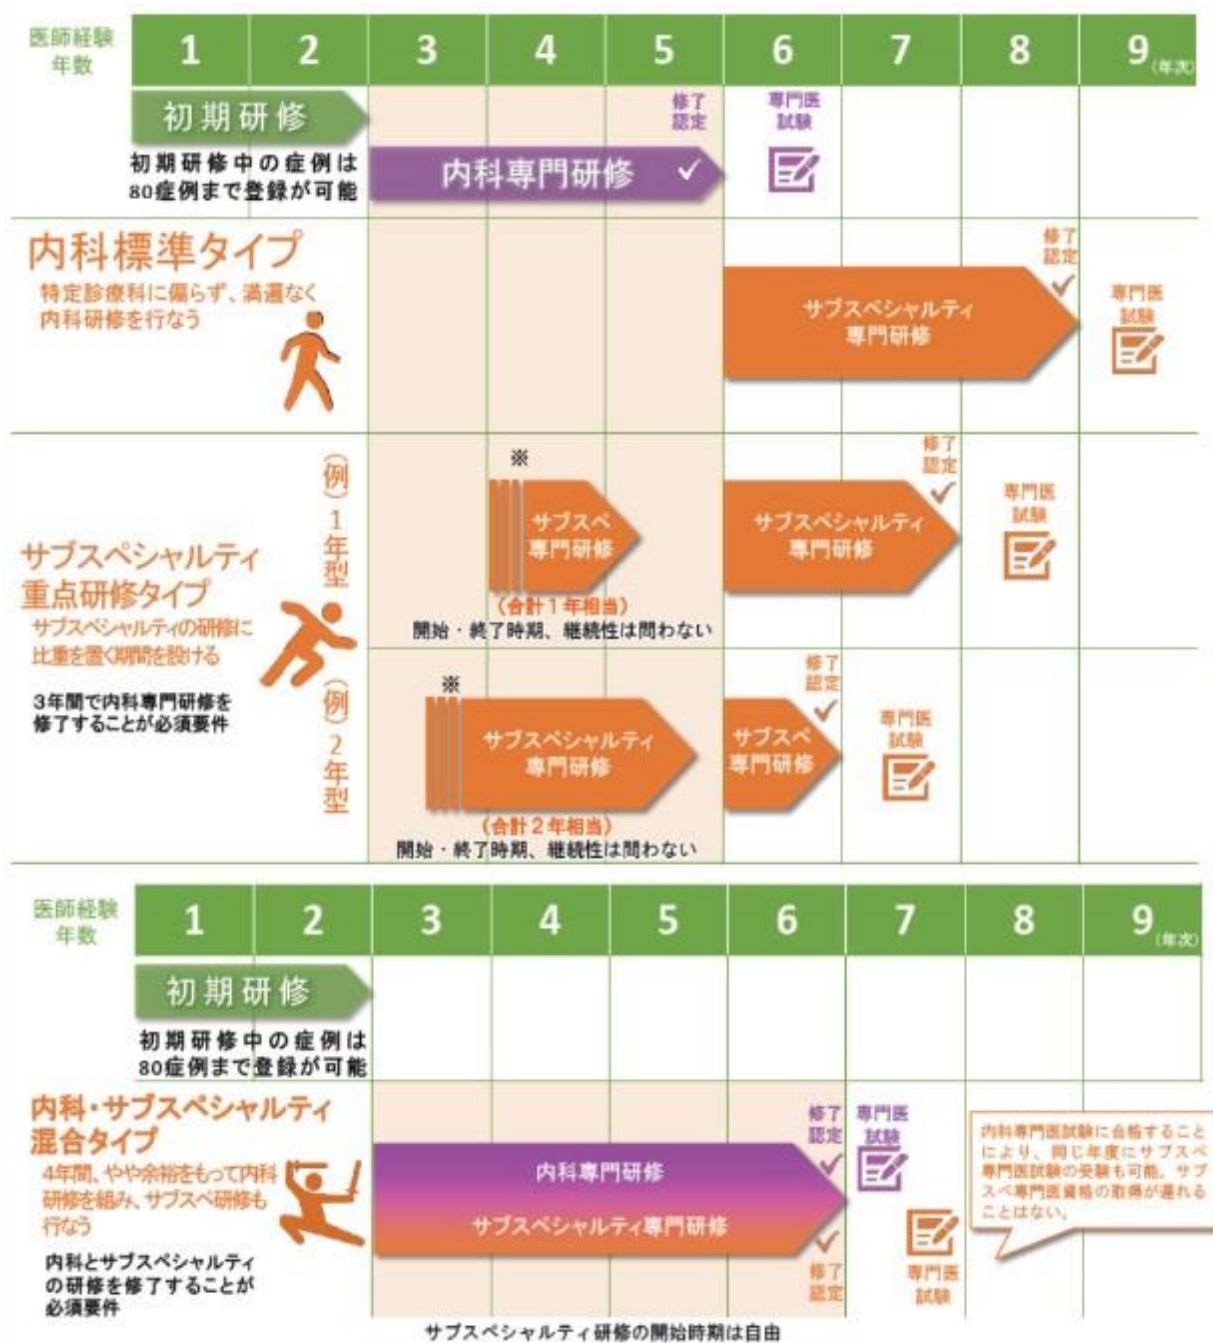 医師経験
年数
1 2 3 4 5 6 7 8 9(年次)
初期研修
初期研修中の症例は
80症例まで登録が可能
内科専門研修
修了
認定
専門医
試験
内科標準タイプ
特定診療科に偏らず、満遍なく
内科研修を行なう
サブスペシャルティ
専門研修
修了
認定
専門医
試験
サブスペシャルティ
重点研修タイプ
サブスペシャルティの研修に
比重を置く期間を設ける
3年間で内科専門研修を
修了することが必須要件
(例)1年型
※
サブスペ
専門研修
(合計1年相当)
開始・終了時期、継続性は問わない
サブスペシャルティ
専門研修
修了
認定
専門医
試験
(例)2年型
※
サブスペシャルティ
専門研修
(合計2年相当)
開始・終了時期、継続性は問わない
サブスペ
専門研修
修了
認定
専門医
試験
医師経験
年数
1 2 3 4 5 6 7 8 9(年次)
初期研修
初期研修中の症例は
80症例まで登録が可能
内科・サブスペシャルティ
混合タイプ
4年間、やや余裕をもって内科
研修を組み、サブスペ研修も
行なう
内科とサブスペシャルティ
の研修を修了することが
必須要件
内科専門研修
サブスペシャルティ専門研修
修了
認定
専門医
試験
修了
認定
専門医
試験
内科専門医試験に合格すること
により、同じ年度にサブスペ
専門医試験の受験も可能。サブ
スペ専門医資格の取得が遅れる
ことはない。
サブスペシャルティ研修の開始時期は自由